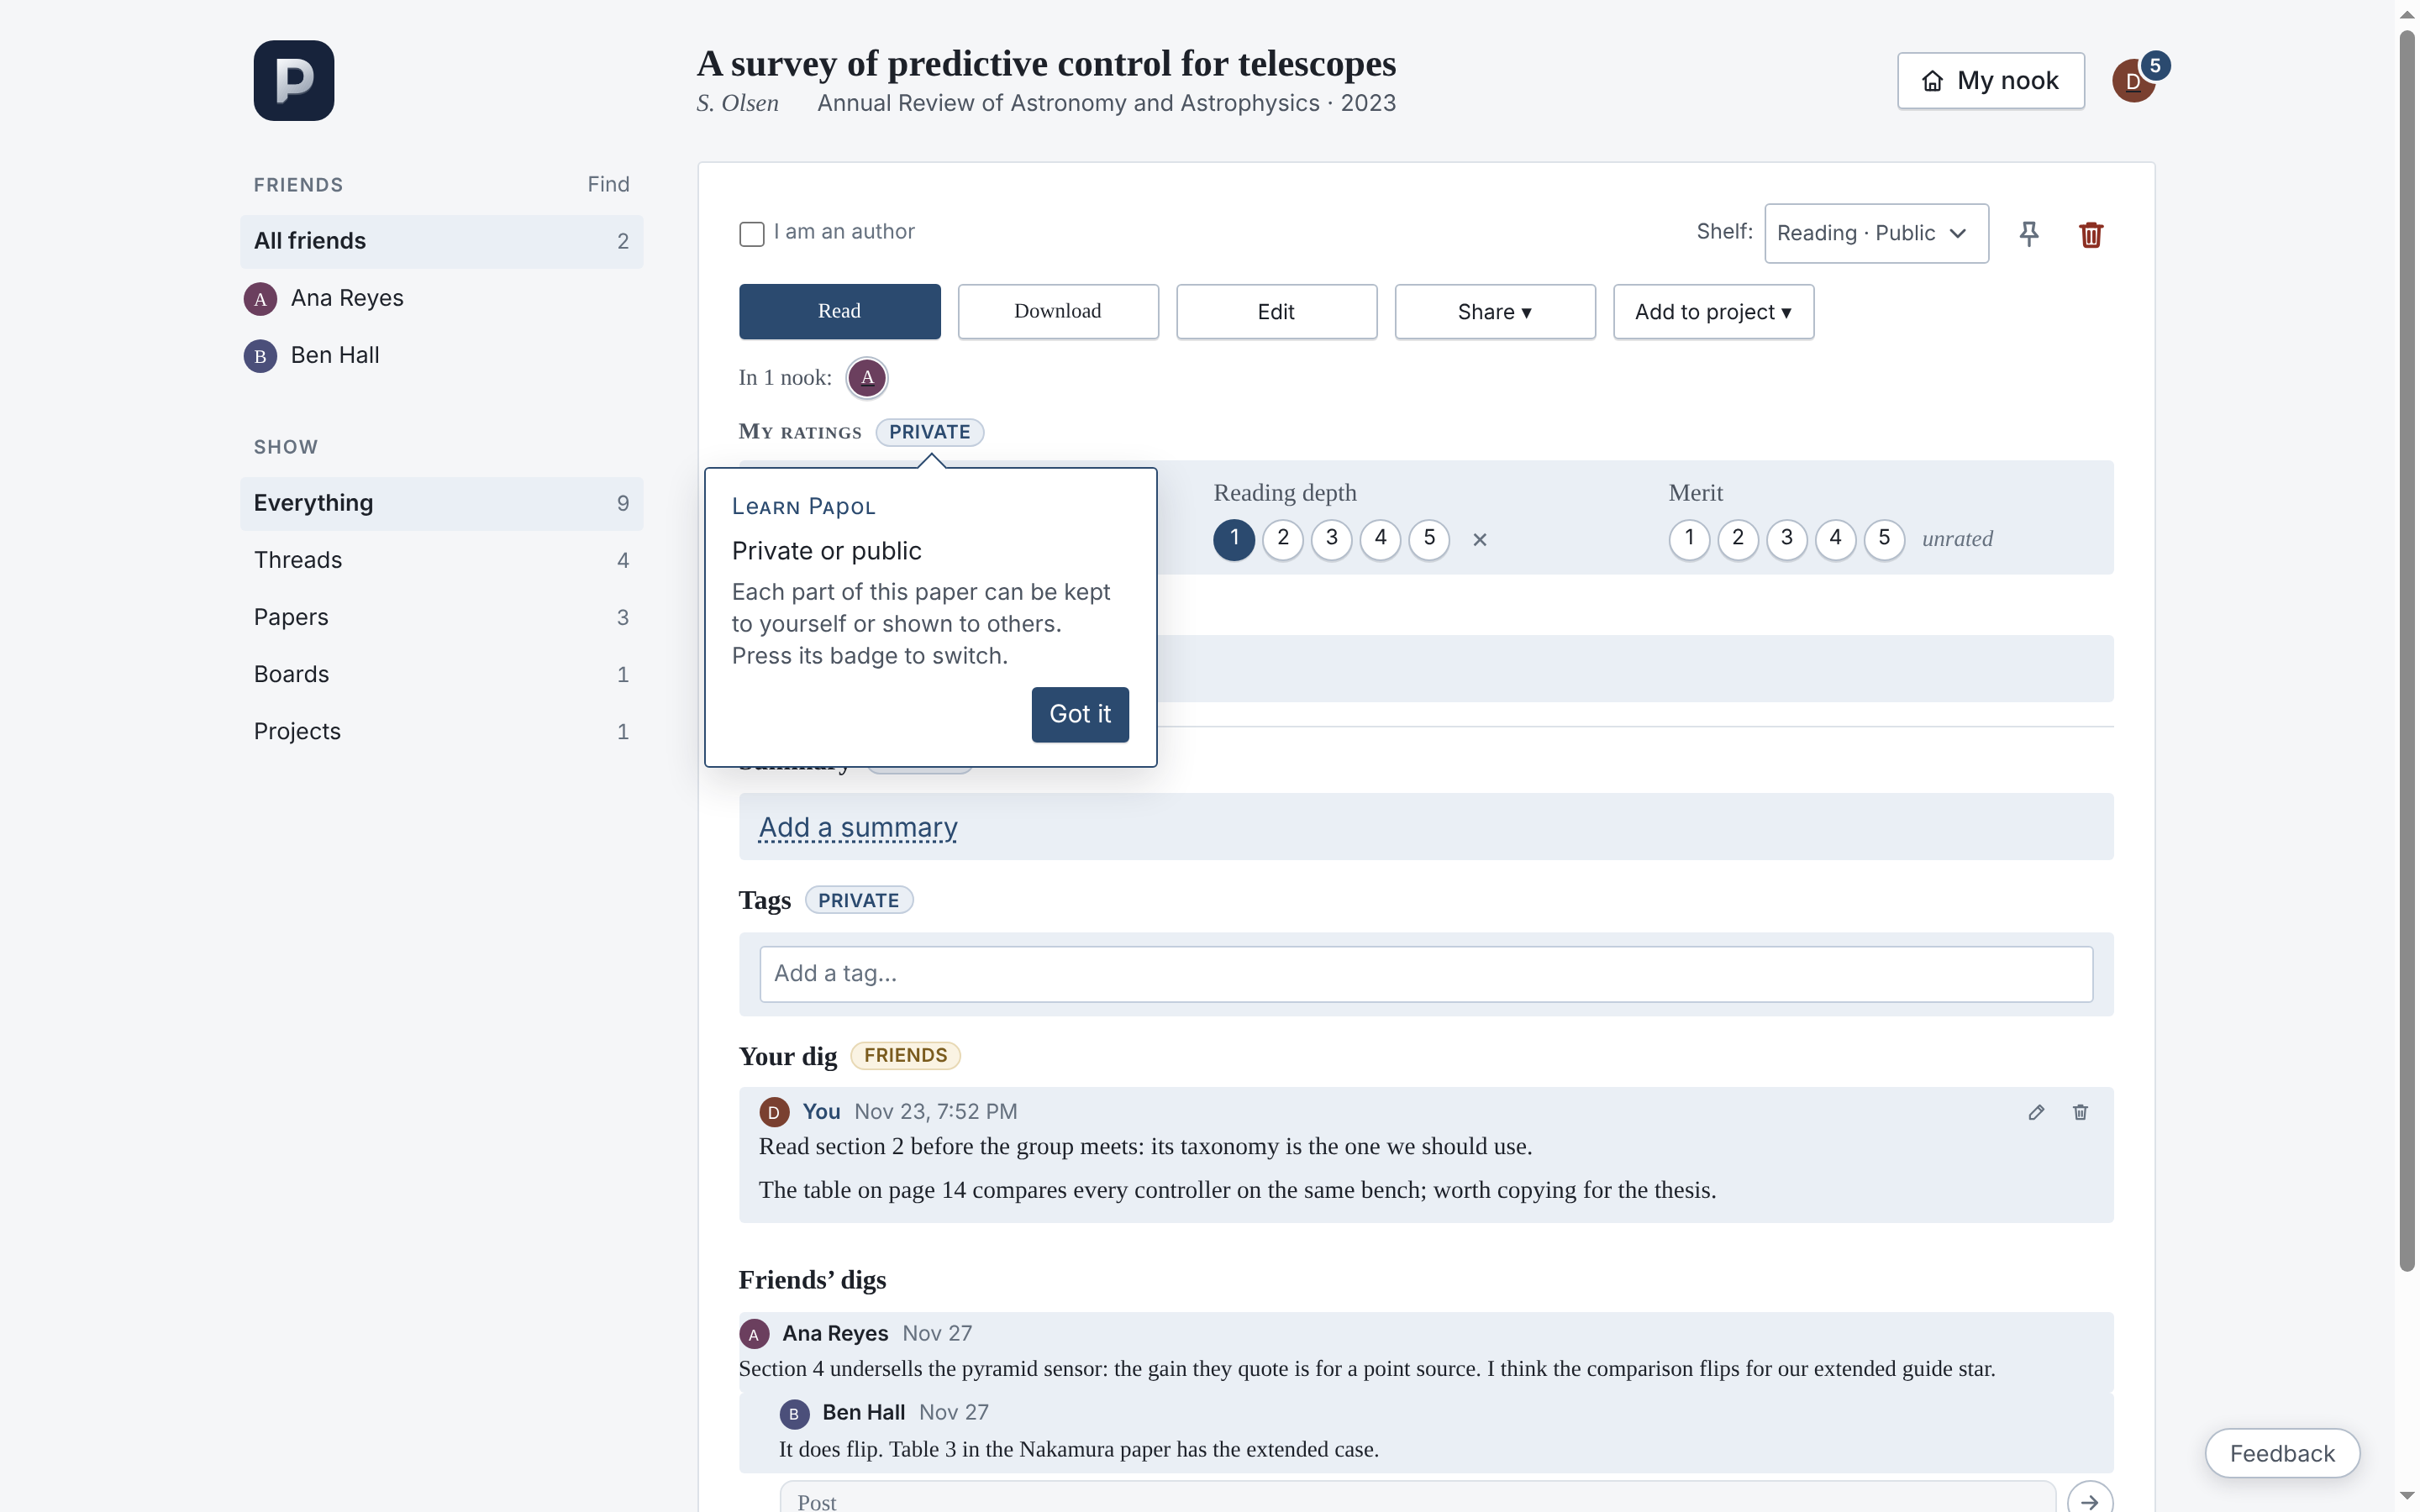 P
A survey of predictive control for telescopes
S. Olsen Annual Review of Astronomy and Astrophysics · 2023
My nook
D 5
FRIENDS Find
All friends 2
A Ana Reyes
B Ben Hall
SHOW
Everything 9
Threads 4
Papers 3
Boards 1
Projects 1
I am an author
Shelf: Reading · Public
Read Download Edit Share ▾ Add to project ▾
In 1 nook: A
My ratings PRIVATE
Learn Papol
Private or public
Each part of this paper can be kept
to yourself or shown to others.
Press its badge to switch.
Got it
Reading depth
1 2 3 4 5 ×
Merit
1 2 3 4 5 unrated
Add a summary
Tags PRIVATE
Add a tag...
Your dig FRIENDS
D You Nov 23, 7:52 PM
Read section 2 before the group meets: its taxonomy is the one we should use.
The table on page 14 compares every controller on the same bench; worth copying for the thesis.
Friends’ digs
A Ana Reyes Nov 27
Section 4 undersells the pyramid sensor: the gain they quote is for a point source. I think the comparison flips for our extended guide star.
B Ben Hall Nov 27
It does flip. Table 3 in the Nakamura paper has the extended case.
Post
Feedback